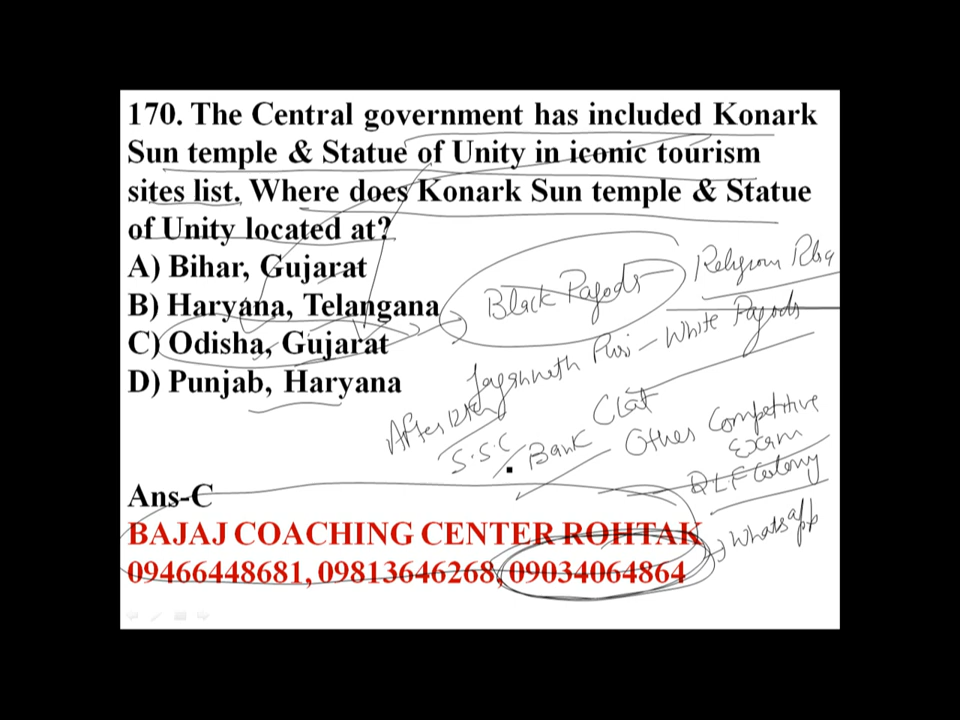 170. The Central government has included Konark
Sun temple & Statue of Unity in iconic tourism
sites list. Where does Konark Sun temple & Statue
of Unity located at?
A) Bihar, Gujarat
B) Haryana, Telangana
C) Odisha, Gujarat
D) Punjab, Haryana
Black Pagoda
Religion
Jagannath Puri - White Pagoda
After 12th
Clat
S.S.C
Bank
Other Competitive
Exam
DLF Colony
Whatsapp
Ans-C
BAJAJ COACHING CENTER ROHTAK
09466448681, 09813646268, 09034064864